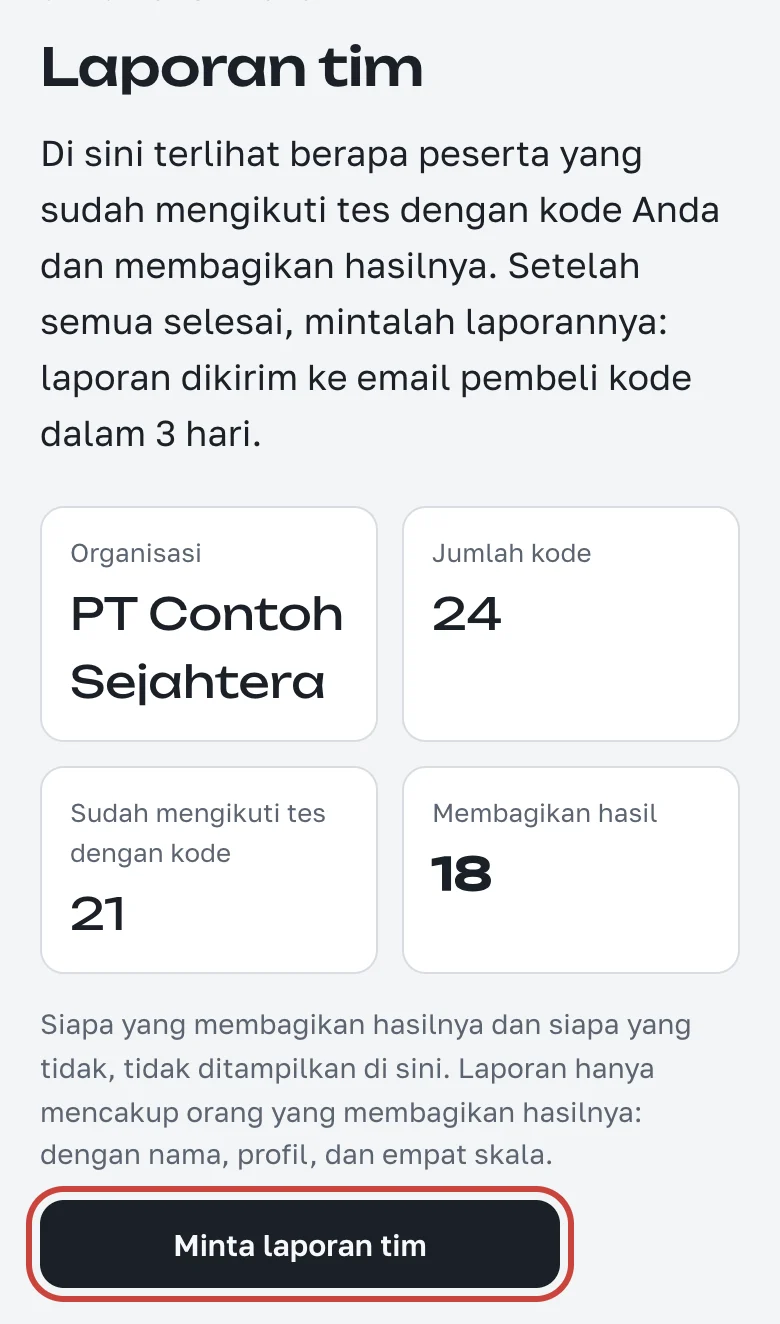 Laporan tim
Di sini terlihat berapa peserta yang
sudah mengikuti tes dengan kode Anda
dan membagikan hasilnya. Setelah
semua selesai, mintalah laporannya:
laporan dikirim ke email pembeli kode
dalam 3 hari.
Organisasi
PT Contoh
Sejahtera
Jumlah kode
24
Sudah mengikuti tes
dengan kode
21
Membagikan hasil
18
Siapa yang membagikan hasilnya dan siapa yang
tidak, tidak ditampilkan di sini. Laporan hanya
mencakup orang yang membagikan hasilnya:
dengan nama, profil, dan empat skala.
Minta laporan tim